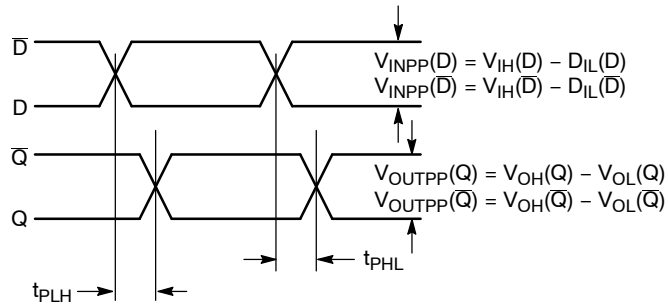 D̅
V_INPP(D) = V_IH(D) – D_IL(D)
V_INPP(D̅) = V_IH(D̅) – D_IL(D̅)
D
Q̅
V_OUTPP(Q) = V_OH(Q) – V_OL(Q)
V_OUTPP(Q̅) = V_OH(Q̅) – V_OL(Q̅)
Q
t_PHL
t_PLH